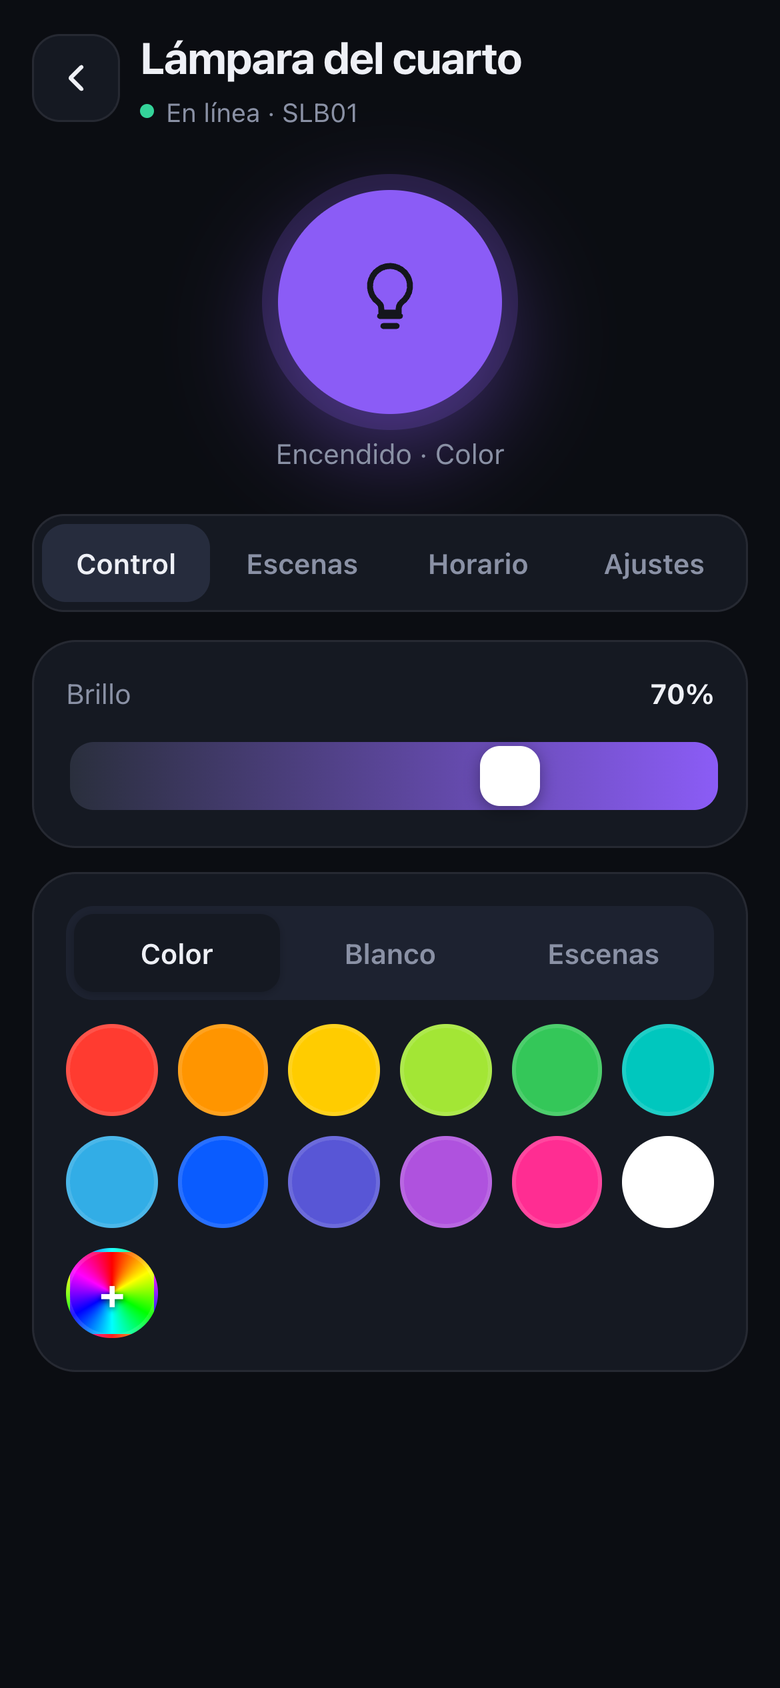 Lámpara del cuarto
En línea · SLB01
Encendido · Color
Control Escenas Horario Ajustes
Brillo 70%
Color Blanco Escenas
+